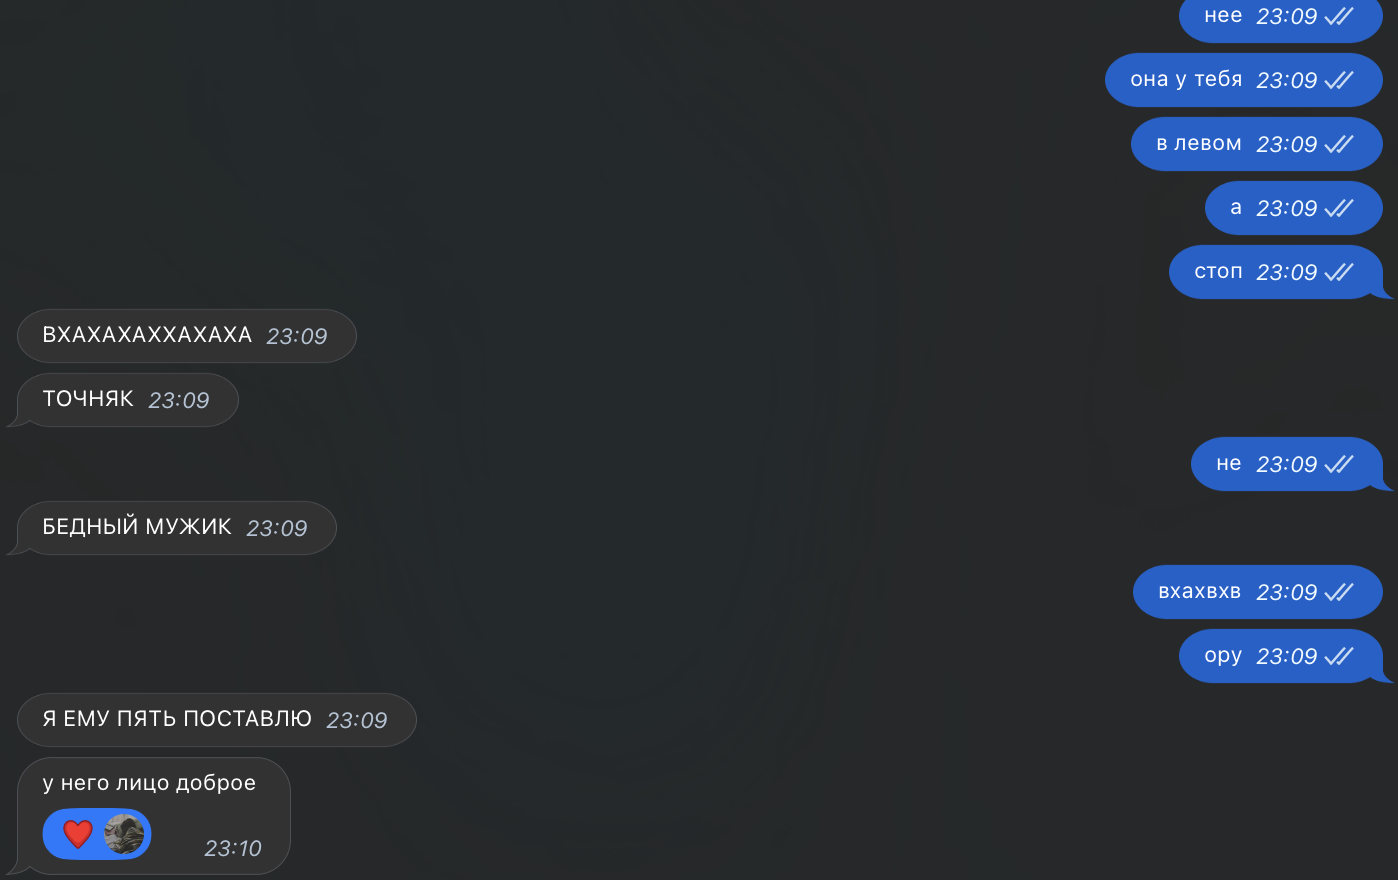 нее 23:09
она у тебя 23:09
в левом 23:09
а 23:09
стоп 23:09
ВХАХАХАХХАХАХА 23:09
ТОЧНЯК 23:09
не 23:09
БЕДНЫЙ МУЖИК 23:09
вхахвхв 23:09
ору 23:09
Я ЕМУ ПЯТЬ ПОСТАВЛЮ 23:09
у него лицо доброе
23:10